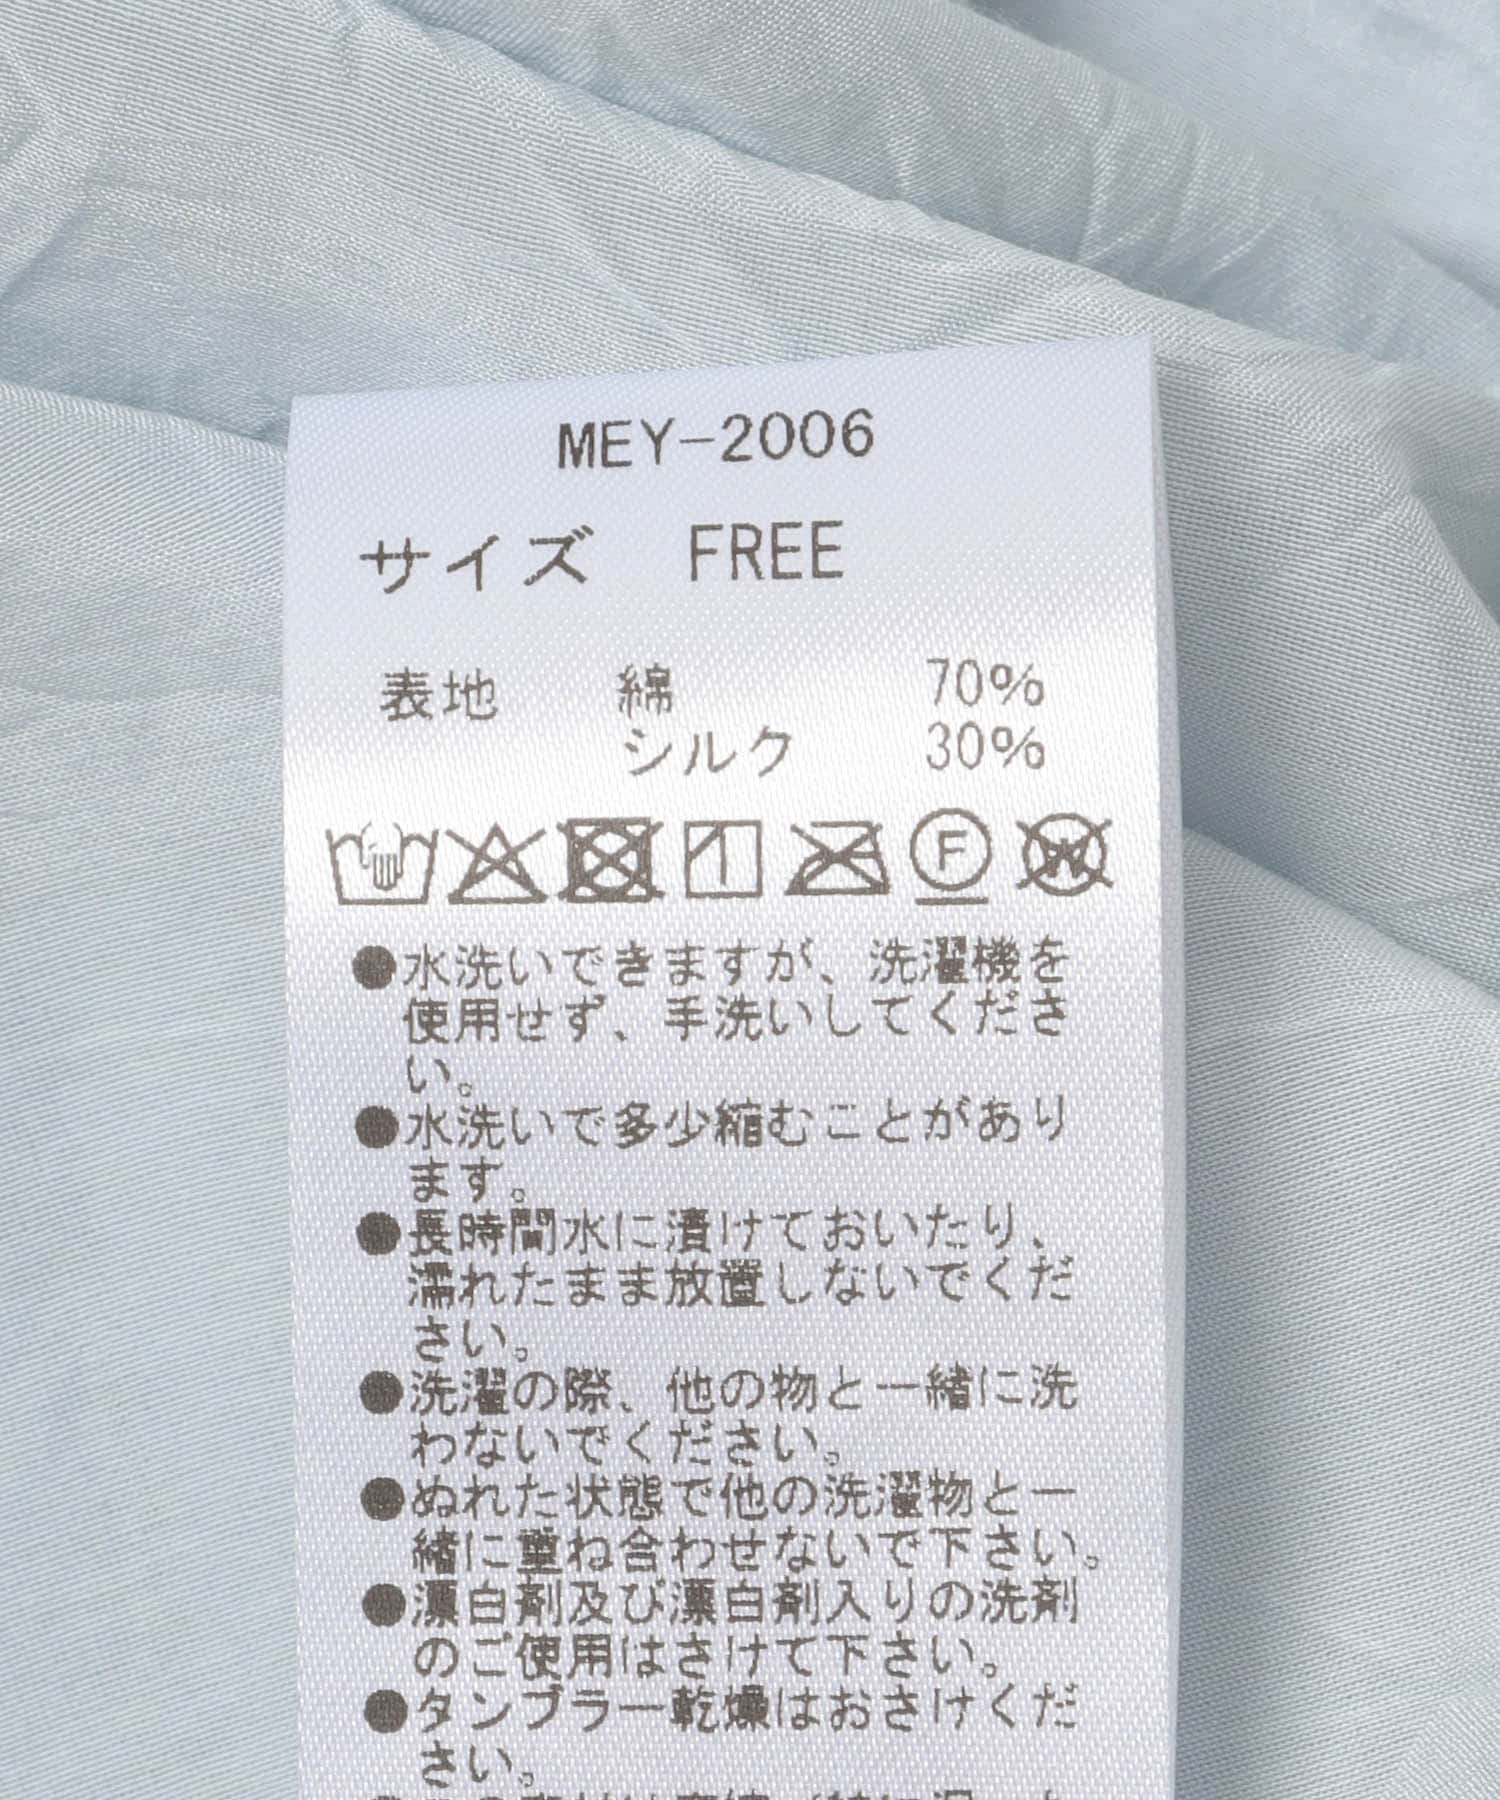 MEY-2006
サイズ FREE
表地 綿 70%
シルク 30%
F
W
●水洗いできますが、洗濯機を
使用せず、手洗いしてくださ
い。
●水洗いで多少縮むことがあり
ます。
●長時間水に漬けておいたり、
濡れたまま放置しないでくだ
さい。
●洗濯の際、他の物と一緒に洗
わないでください。
●ぬれた状態で他の洗濯物と一
緒に重ね合わせないで下さい。
●漂白剤及び漂白剤入りの洗剤
のご使用はさけて下さい。
●タンブラー乾燥はおさけくだ
さい。